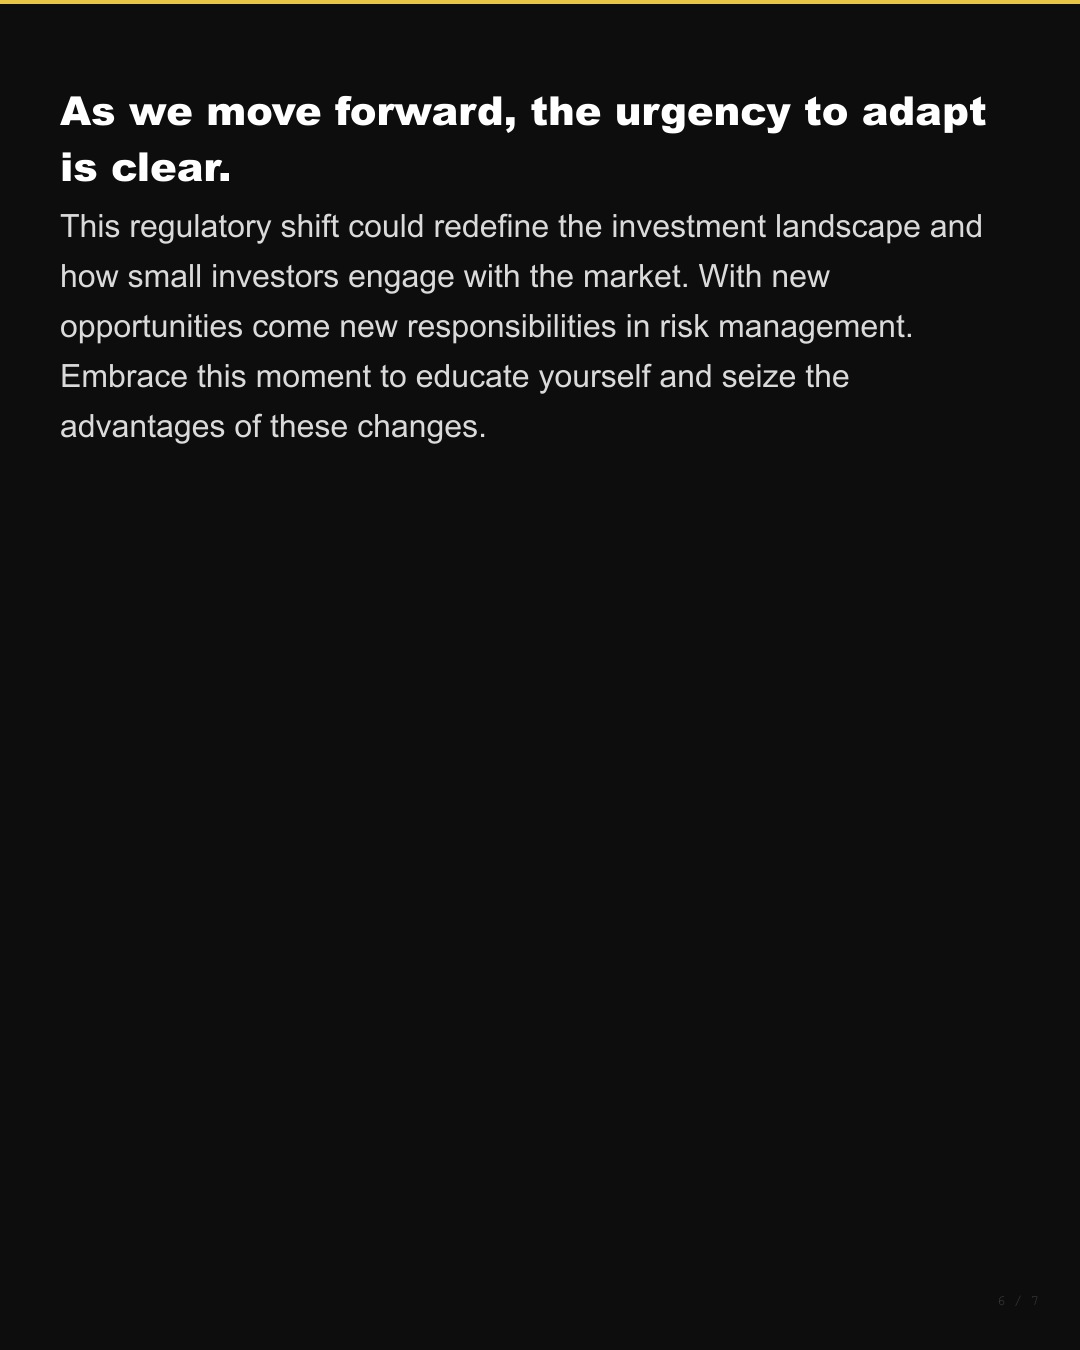 As we move forward, the urgency to adapt
is clear.
This regulatory shift could redefine the investment landscape and
how small investors engage with the market. With new
opportunities come new responsibilities in risk management.
Embrace this moment to educate yourself and seize the
advantages of these changes.
6 / 7